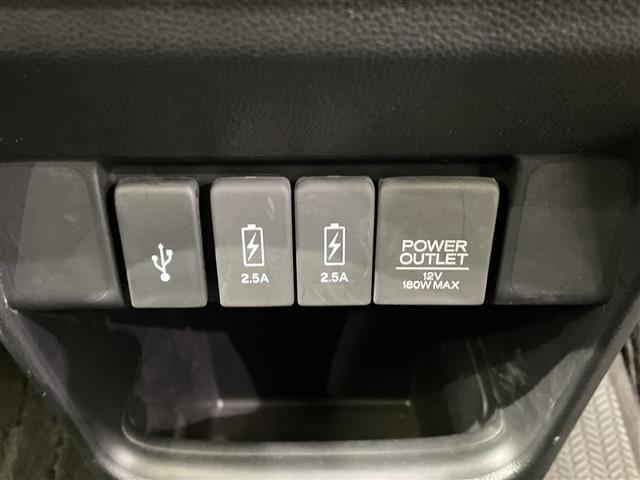 2.5A
2.5A
POWER
OUTLET
12V
180W MAX